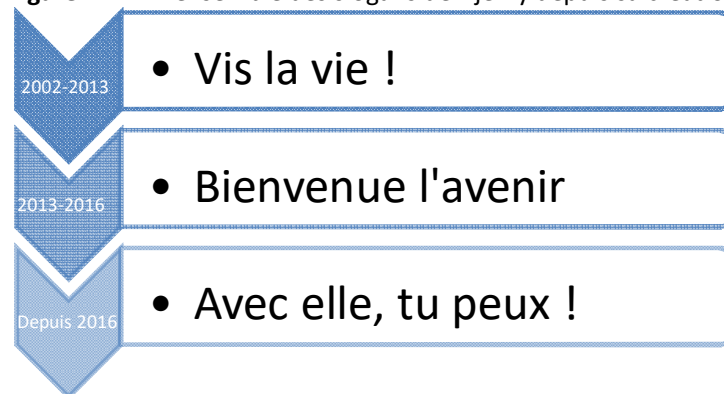 2002-2013
• Vis la vie !
2013-2016
• Bienvenue l'avenir
Depuis 2016
• Avec elle, tu peux !